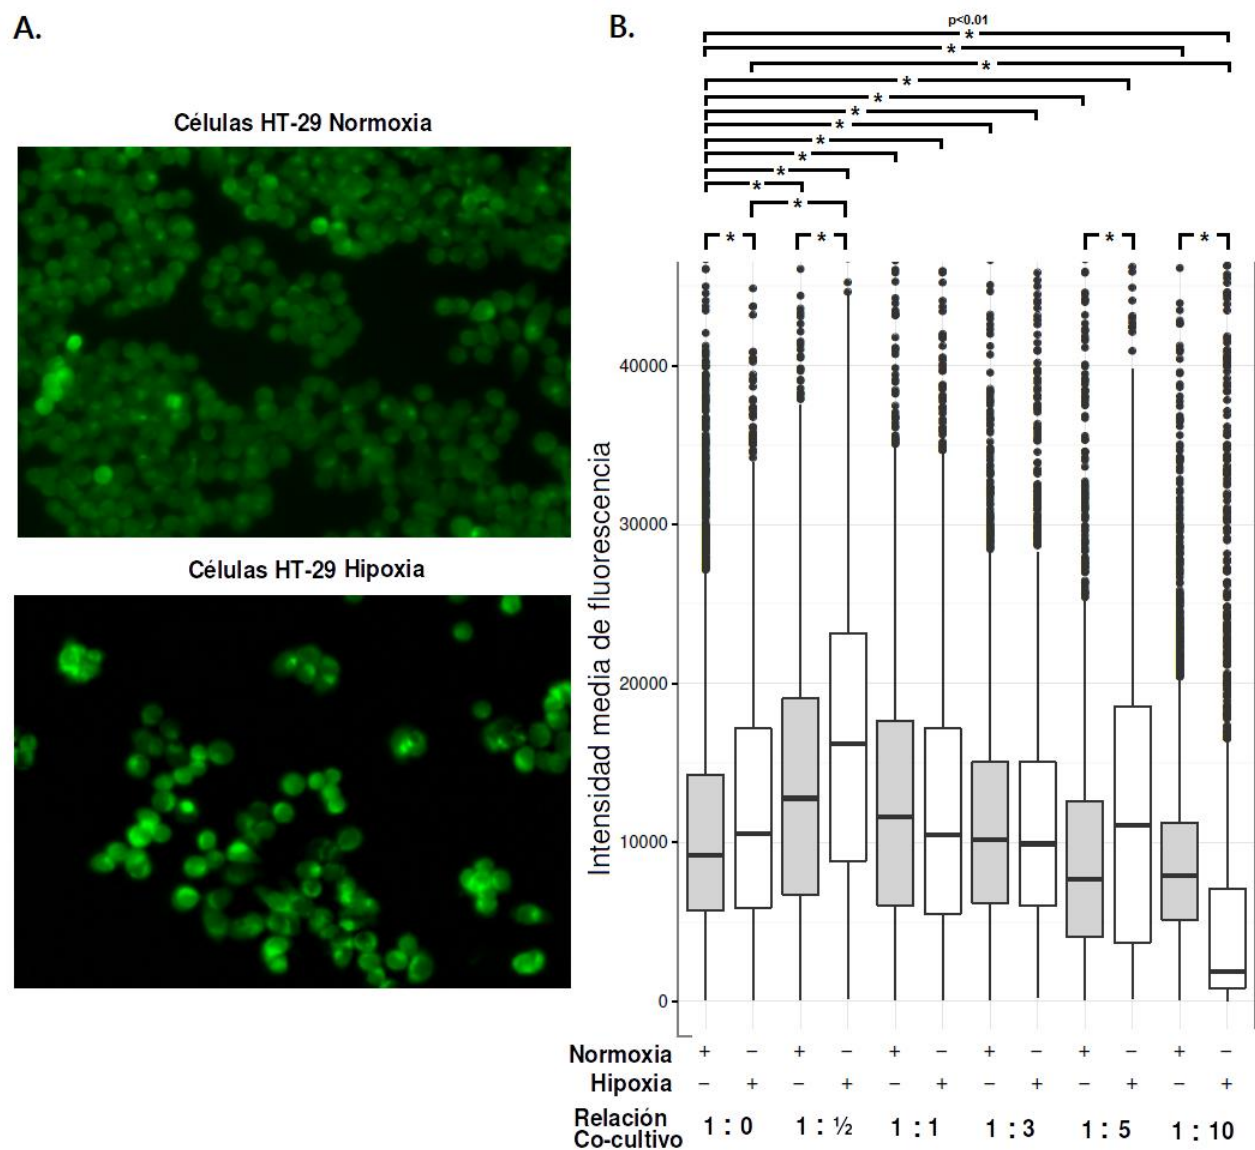 A.
Células HT-29 Normoxia
Células HT-29 Hipoxia
B.
p<0.01
* 
*
*
*
*
*
*
*
*
*
*
*
* * * *
Intensidad media de fluorescencia
40000
30000
20000
10000
0
Normoxia + − + − + − + − + − + −
Hipoxia − + − + − + − + − + − +
Relación
Co-cultivo 1 : 0 1 : ½ 1 : 1 1 : 3 1 : 5 1 : 10